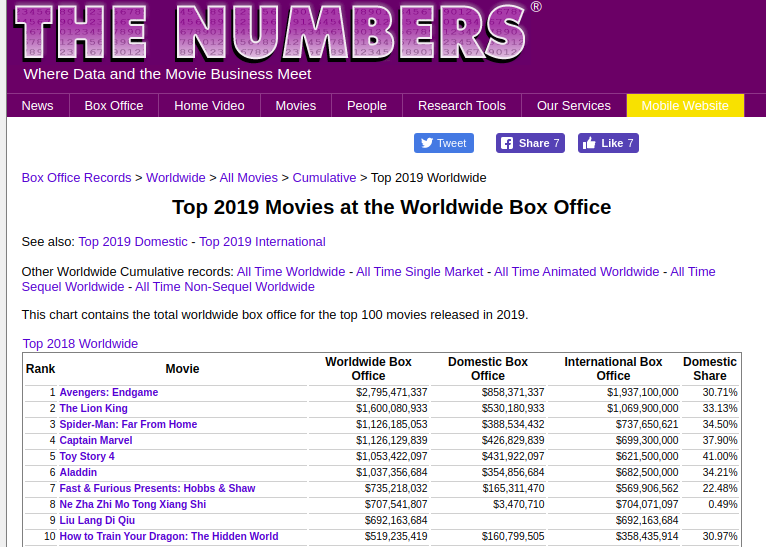 THE NUMBERS®
Where Data and the Movie Business Meet
News Box Office Home Video Movies People Research Tools Our Services Mobile Website
Tweet Share 7 Like 7
Box Office Records > Worldwide > All Movies > Cumulative > Top 2019 Worldwide
Top 2019 Movies at the Worldwide Box Office
See also: Top 2019 Domestic - Top 2019 International
Other Worldwide Cumulative records: All Time Worldwide - All Time Single Market - All Time Animated Worldwide - All Time
Sequel Worldwide - All Time Non-Sequel Worldwide
This chart contains the total worldwide box office for the top 100 movies released in 2019.
Top 2018 Worldwide
Rank Movie Worldwide Box Office Domestic Box Office International Box Office Domestic Share
1 Avengers: Endgame $2,795,471,337 $858,371,337 $1,937,100,000 30.71%
2 The Lion King $1,600,080,933 $530,180,933 $1,069,900,000 33.13%
3 Spider-Man: Far From Home $1,126,185,053 $388,534,432 $737,650,621 34.50%
4 Captain Marvel $1,126,129,839 $426,829,839 $699,300,000 37.90%
5 Toy Story 4 $1,053,422,097 $431,922,097 $621,500,000 41.00%
6 Aladdin $1,037,356,684 $354,856,684 $682,500,000 34.21%
7 Fast & Furious Presents: Hobbs & Shaw $735,218,032 $165,311,470 $569,906,562 22.48%
8 Ne Zha Zhi Mo Tong Xiang Shi $707,541,807 $3,470,710 $704,071,097 0.49%
9 Liu Lang Di Qiu $692,163,684 $692,163,684
10 How to Train Your Dragon: The Hidden World $519,235,419 $160,799,505 $358,435,914 30.97%